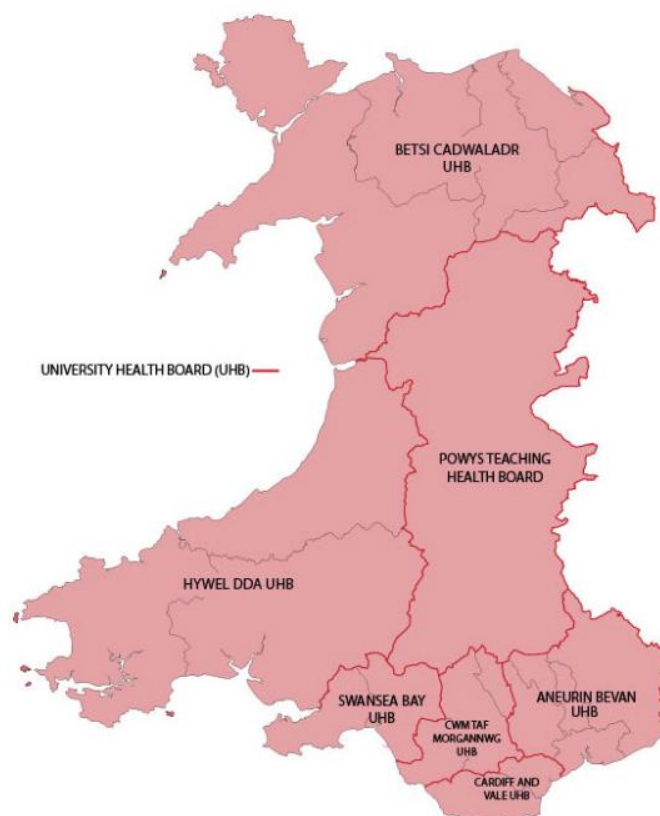 BETSI CADWALADR
UHB
UNIVERSITY HEALTH BOARD (UHB)
POWYS TEACHING
HEALTH BOARD
HYWEL DDA UHB
SWANSEA BAY
UHB
ANEURIN BEVAN
UHB
CWM TAF
MORGANNWG
UHB
CARDIFF AND
VALE UHB